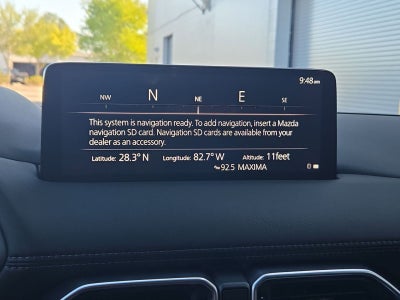 9:48 am
NW N NE E SE
This system is navigation ready. To add navigation, insert a Mazda
navigation SD card. Navigation SD cards are available from your
dealer as an accessory.
Latitude: 28.3° N Longitude: 82.7° W Altitude: 11feet
92.5 MAXIMA